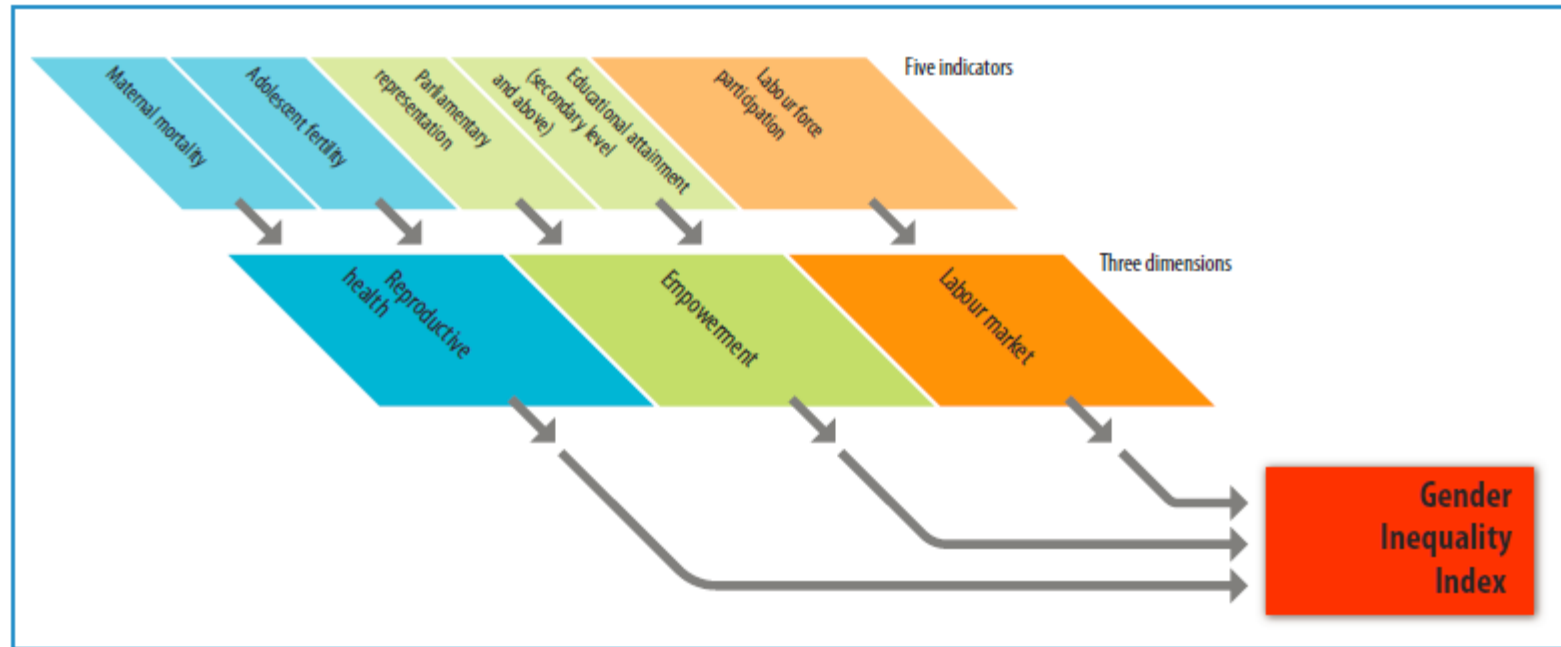 Maternal mortality
Adolescent fertility
Parliamentary
representation
Educational attainment
(secondary level
and above)
Labour force
participation
Five indicators
Reproductive
health
Empowerment
Labour market
Three dimensions
Gender
Inequality
Index